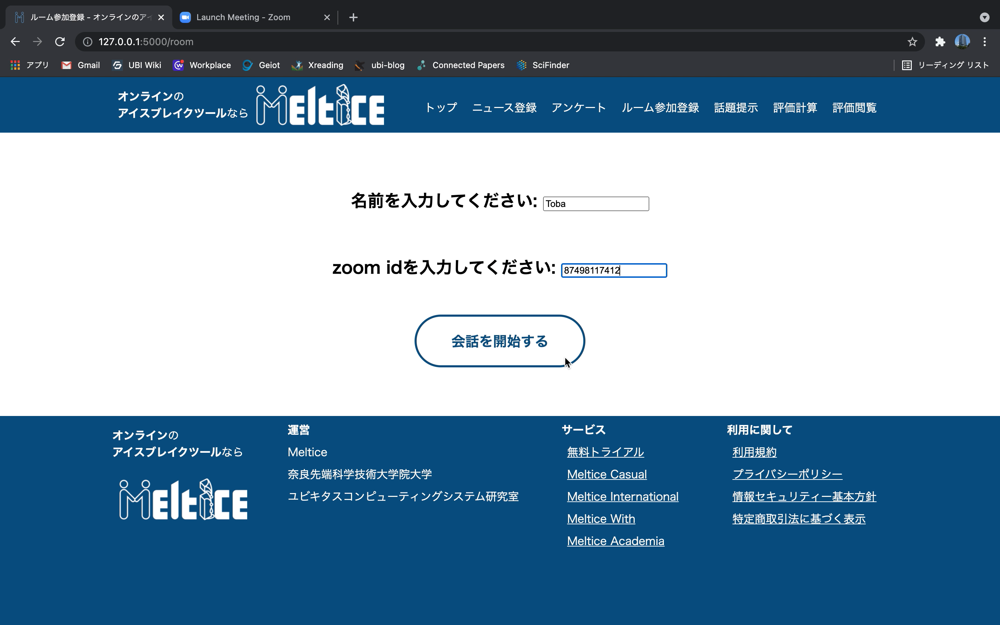 ルーム参加登録 - オンラインのアイ
Launch Meeting - Zoom
127.0.0.1:5000/room
アプリ
Gmail
UBI Wiki
Workplace
Geiot
Xreading
ubi-blog
Connected Papers
SciFinder
リーディング リスト
オンラインの
アイスブレイクツールなら
MeltICE
トップ
ニュース登録
アンケート
ルーム参加登録
話題提示
評価計算
評価閲覧
名前を入力してください: Toba
zoom idを入力してください: 87498117412
会話を開始する
オンラインの
アイスブレイクツールなら
MeltICE
運営
Meltice
奈良先端科学技術大学院大学
ユビキタスコンピューティングシステム研究室
サービス
無料トライアル
Meltice Casual
Meltice International
Meltice With
Meltice Academia
利用に関して
利用規約
プライバシーポリシー
情報セキュリティー基本方針
特定商取引法に基づく表示